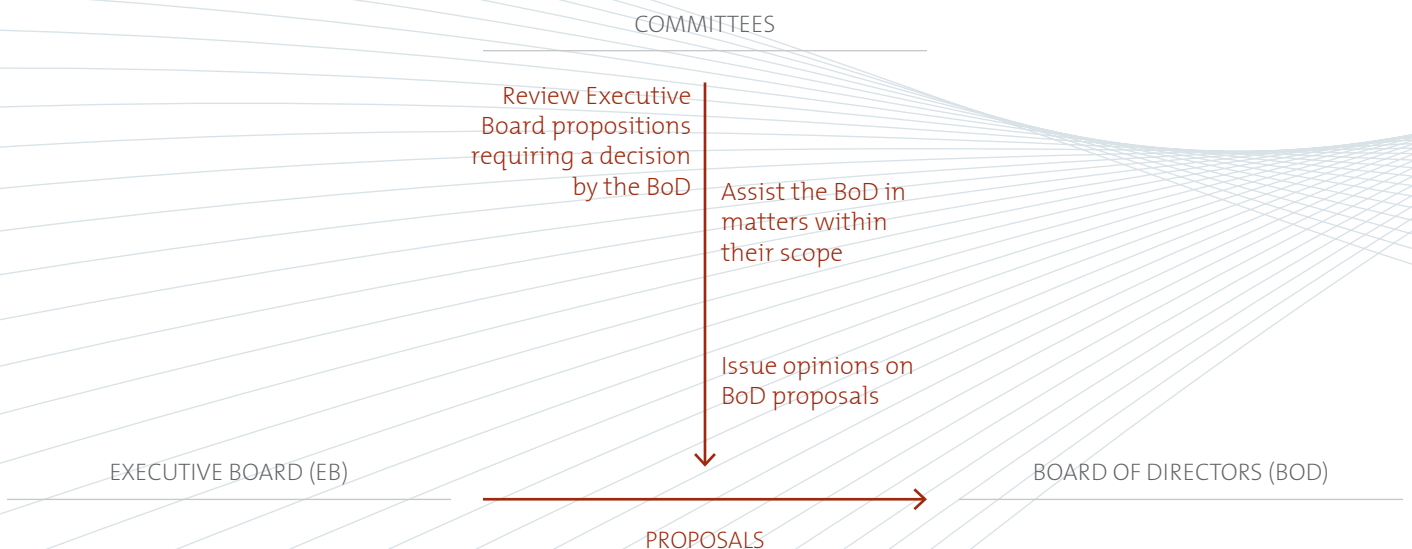 COMMITTEES
Review Executive
Board propositions
requiring a decision
by the BoD
Assist the BoD in
matters within
their scope
Issue opinions on
BoD proposals
EXECUTIVE BOARD (EB)
BOARD OF DIRECTORS (BOD)
PROPOSALS